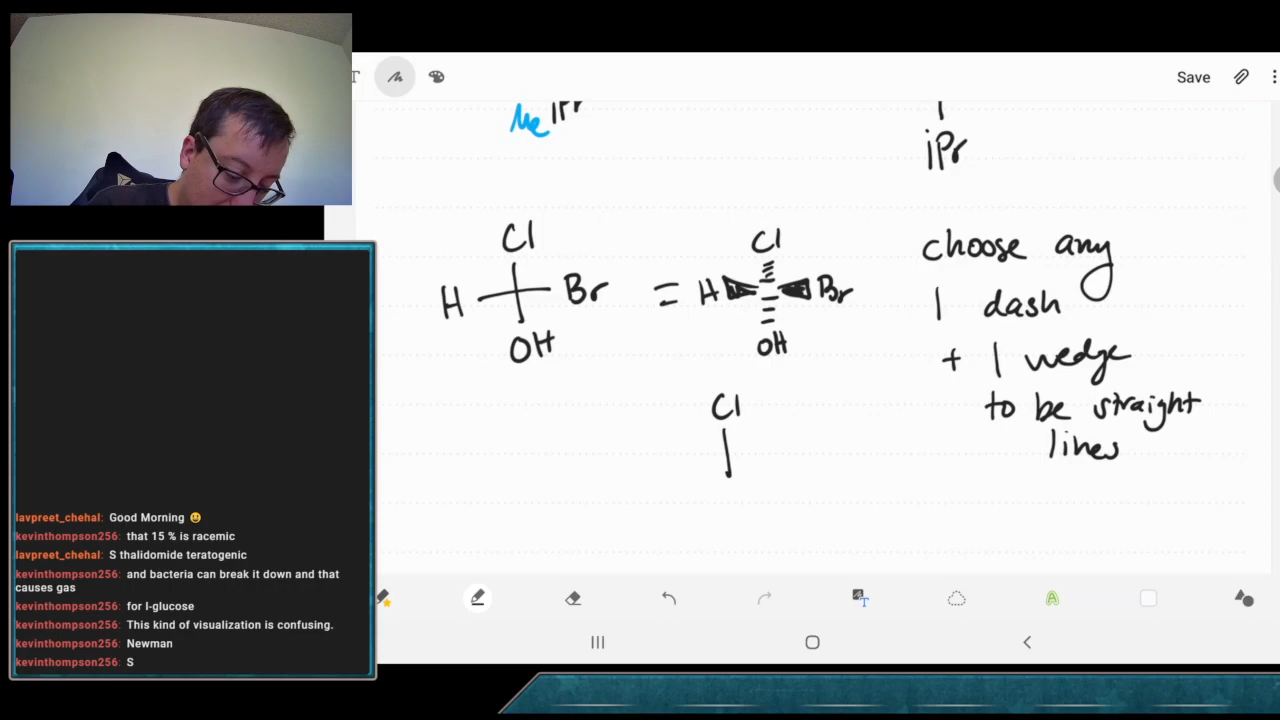 T
Save
Me iPr
iPr
Cl
H Br
OH
=
Cl
H Br
OH
choose any
1 dash
+ 1 wedge
to be straight
lines
Cl
lavpreet_chehal: Good Morning 😃
kevinthompson256: that 15 % is racemic
lavpreet_chehal: S thalidomide teratogenic
kevinthompson256: and bacteria can break it down and that
causes gas
kevinthompson256: for l-glucose
kevinthompson256: This kind of visualization is confusing.
kevinthompson256: Newman
kevinthompson256: S
T
A